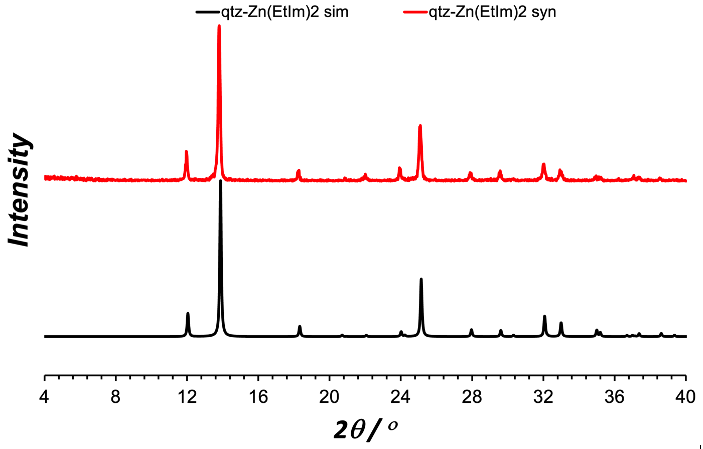 qtz-Zn(EtIm)2 sim qtz-Zn(EtIm)2 syn
Intensity
4 8 12 16 20 24 28 32 36 40
2θ/°